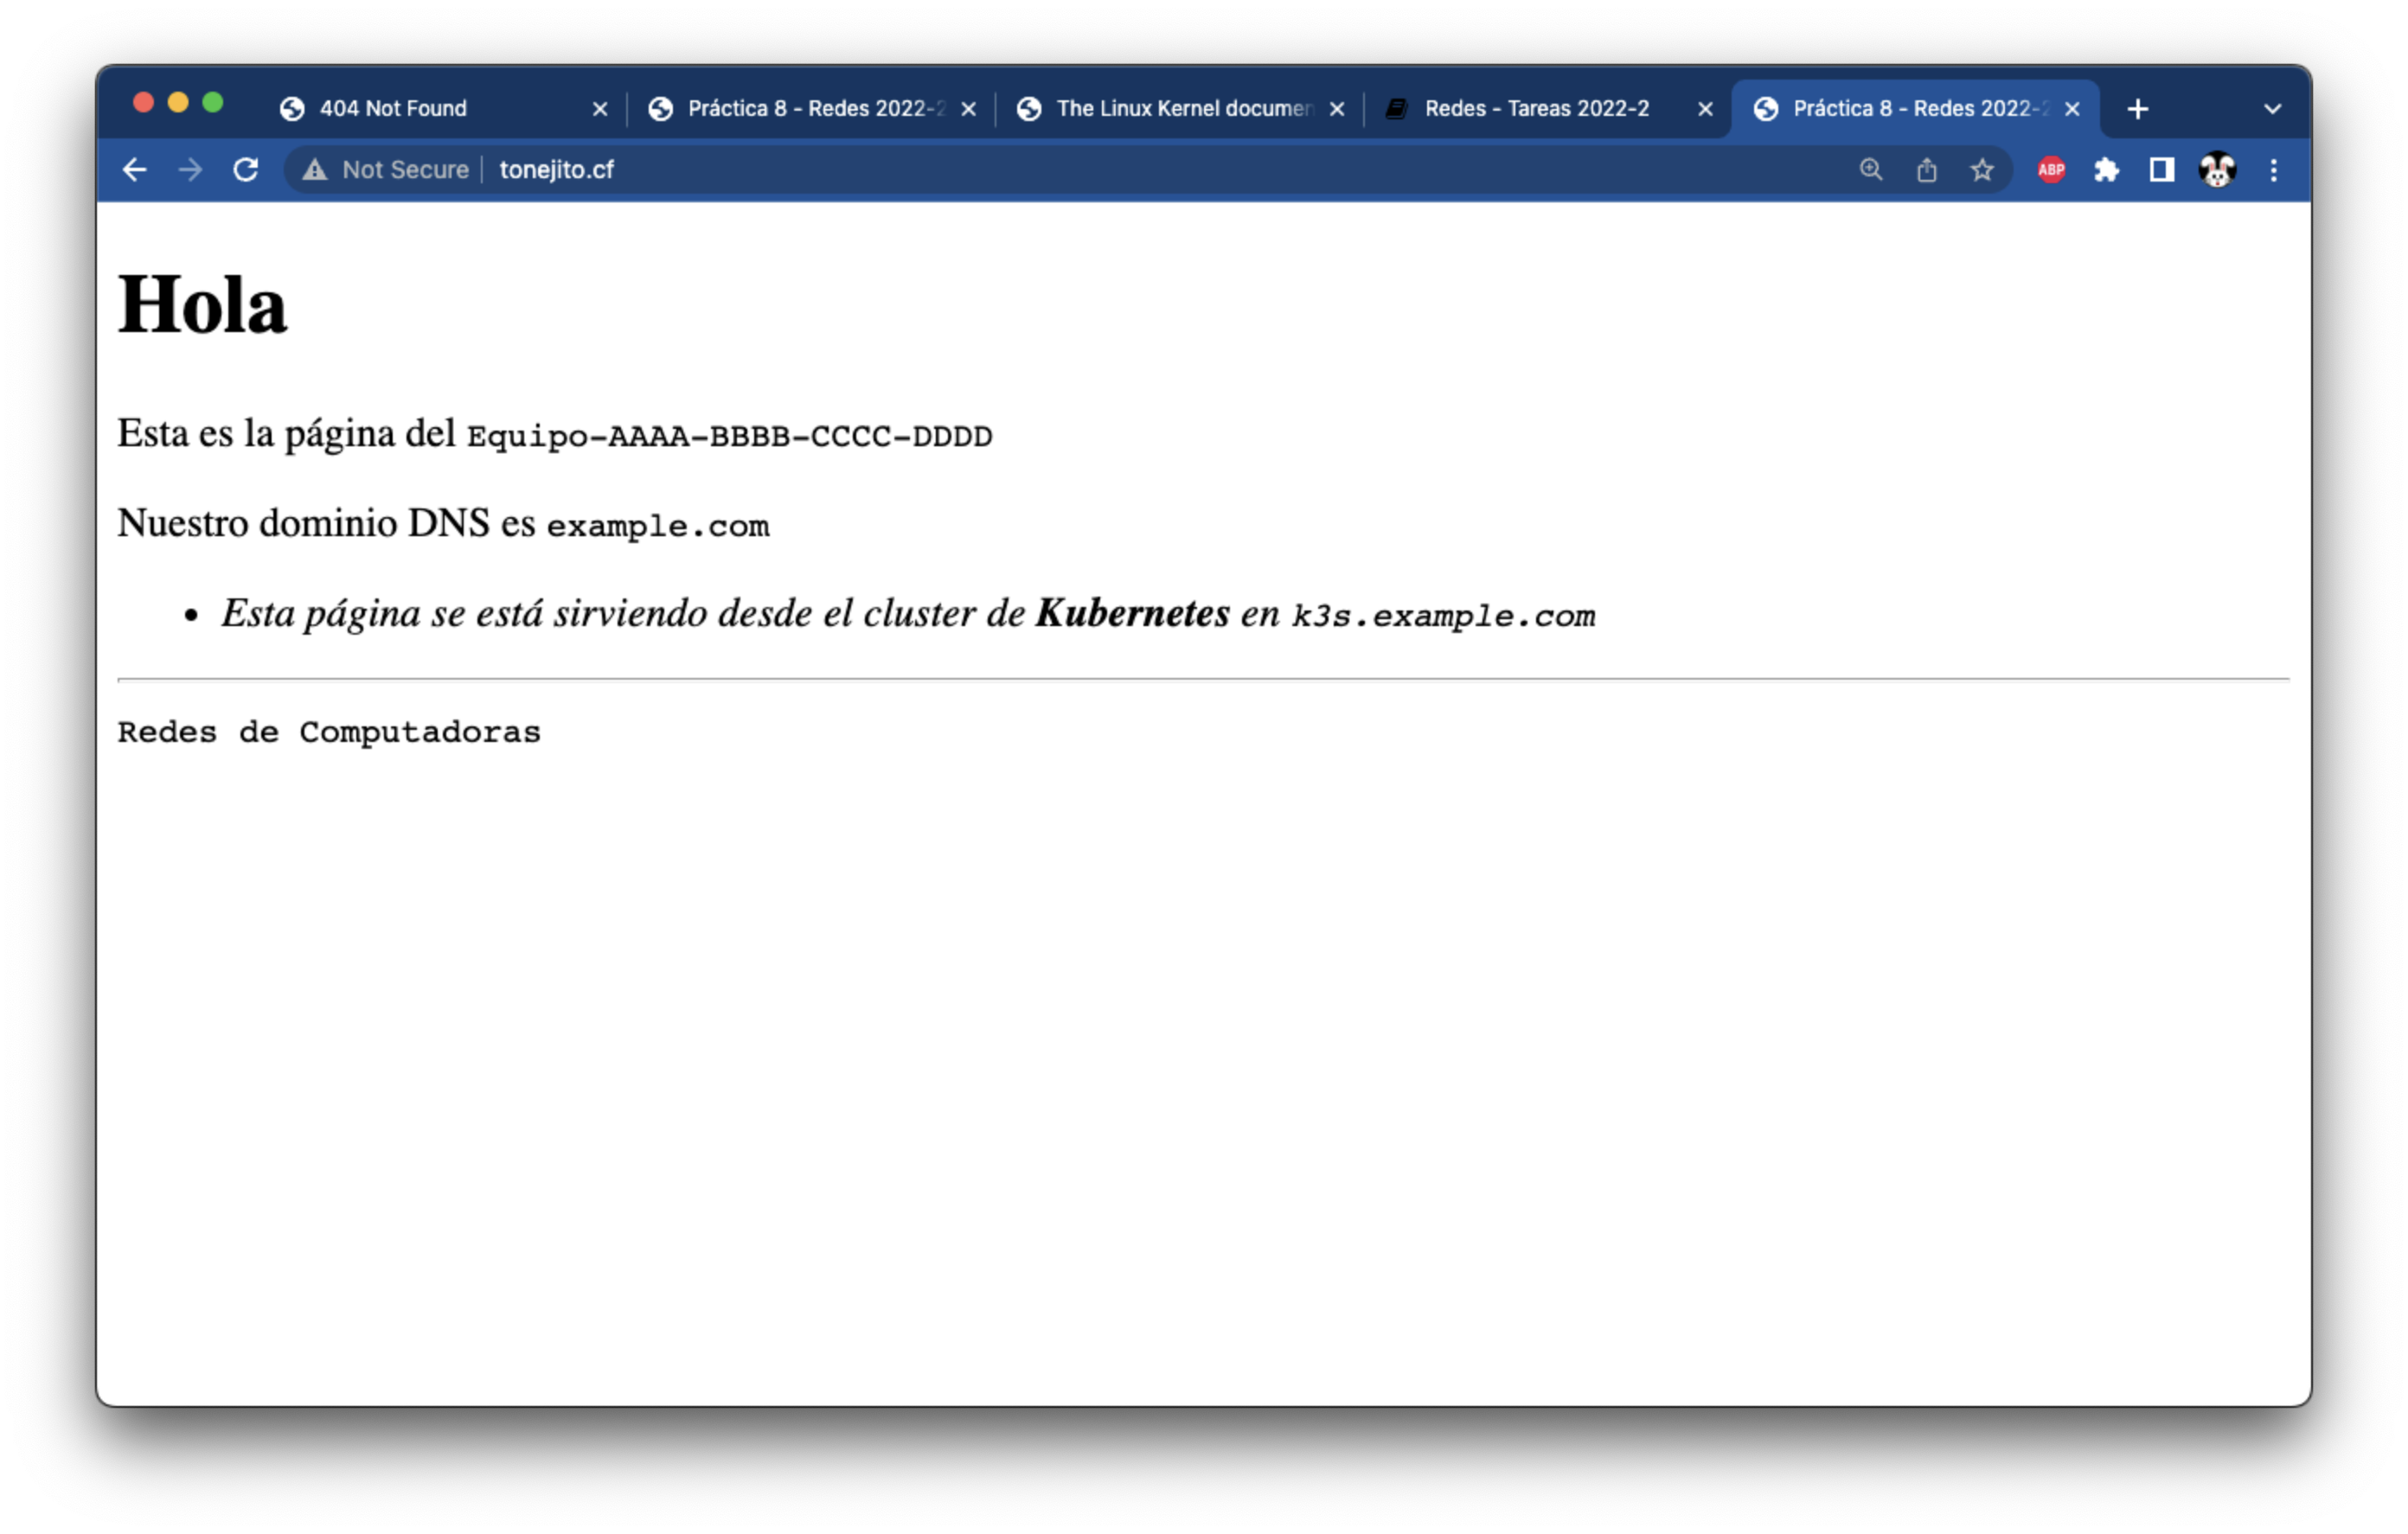 404 Not Found
Práctica 8 - Redes 2022-2
The Linux Kernel documen
Redes - Tareas 2022-2
Práctica 8 - Redes 2022-2
Not Secure tonejito.cf ABP
Hola
Esta es la página del Equipo-AAAA-BBBB-CCCC-DDDD
Nuestro dominio DNS es example.com
• Esta página se está sirviendo desde el cluster de Kubernetes en k3s.example.com
Redes de Computadoras